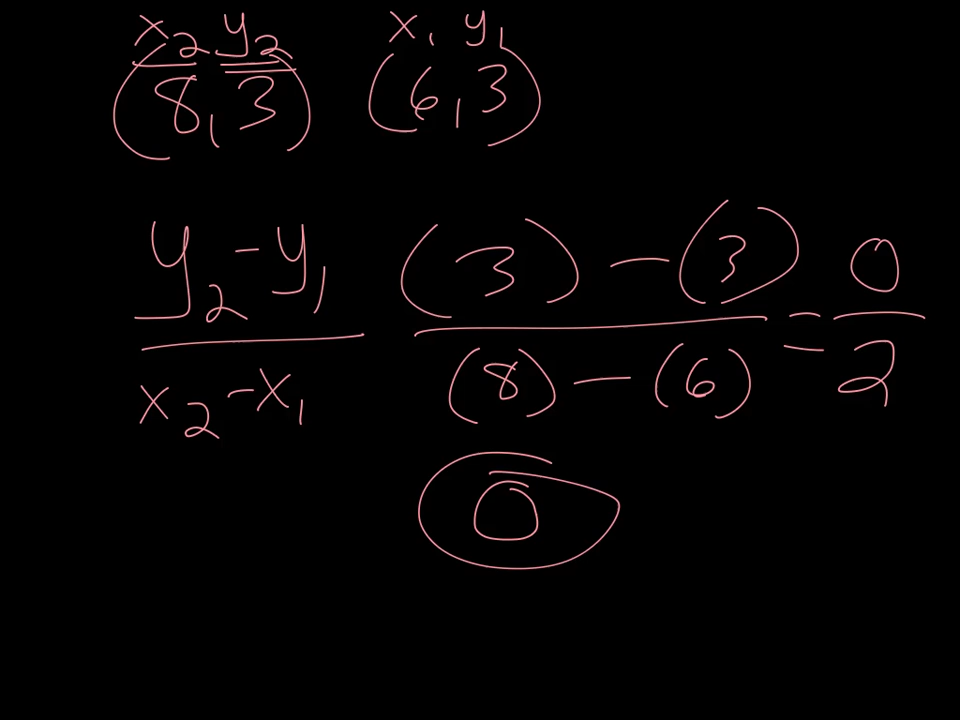 x₂ y₂ x₁ y₁
(8,3) (6,3)
y₂ - y₁ (3) - (3) 0
x₂ - x₁ (8) - (6) = 2
0